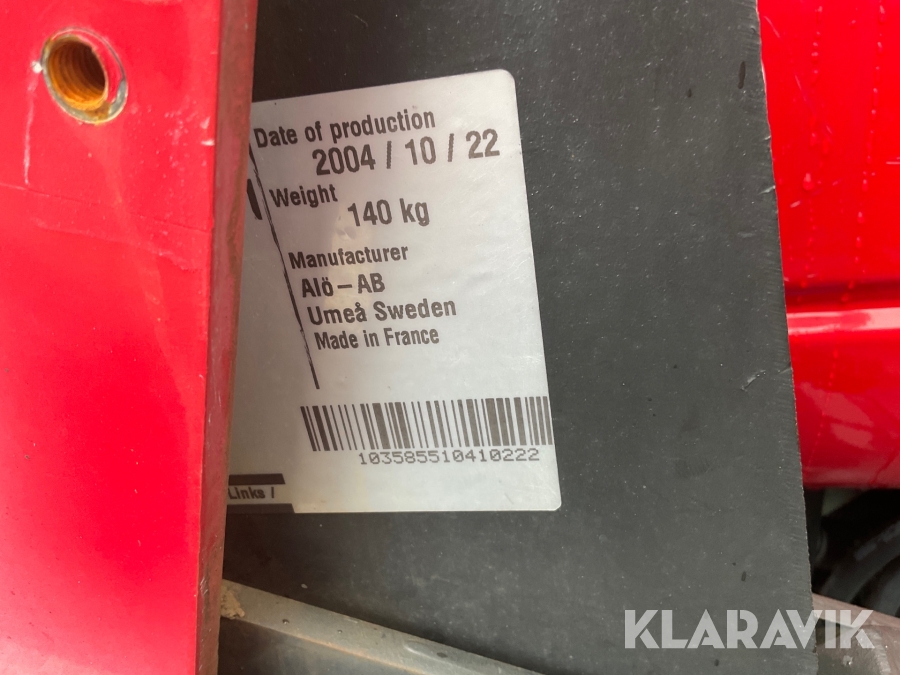 Date of production
2004 / 10 / 22
Weight
140 kg
Manufacturer
Alö-AB
Umeå Sweden
Made in France
103585510410222
Links /
KLARAVIK